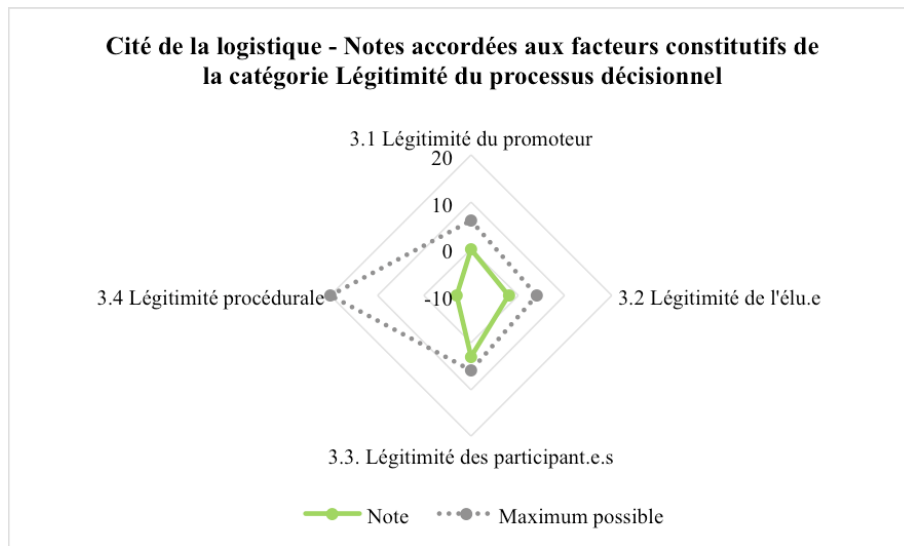 Cité de la logistique - Notes accordées aux facteurs constitutifs de
la catégorie Légitimité du processus décisionnel
3.1 Légitimité du promoteur
20
10
0
3.4 Légitimité procédurale
-10
3.2 Légitimité de l'élu.e
3.3. Légitimité des participant.e.s
Note
Maximum possible